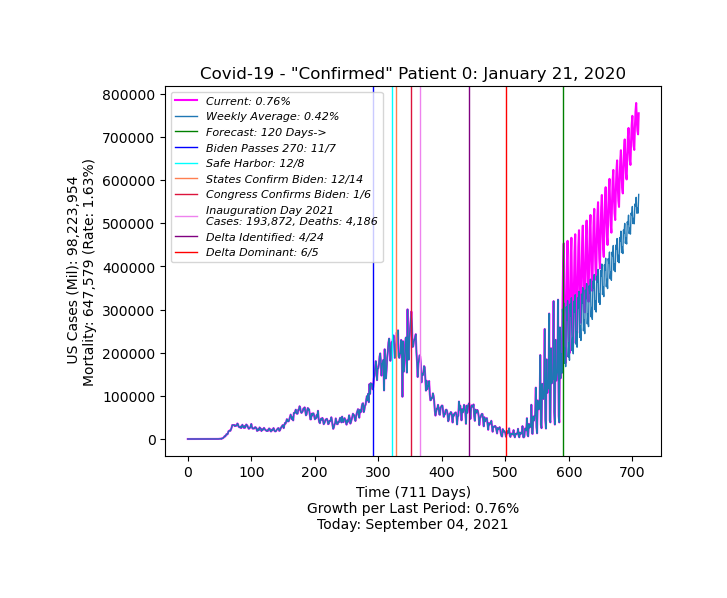 Covid-19 - "Confirmed" Patient 0: January 21, 2020
US Cases (Mil): 98,223,954
Mortality: 647,579 (Rate: 1.63%)
800000
700000
600000
500000
400000
300000
200000
100000
0
Current: 0.76%
Weekly Average: 0.42%
Forecast: 120 Days->
Biden Passes 270: 11/7
Safe Harbor: 12/8
States Confirm Biden: 12/14
Congress Confirms Biden: 1/6
Inauguration Day 2021
Cases: 193,872, Deaths: 4,186
Delta Identified: 4/24
Delta Dominant: 6/5
0 100 200 300 400 500 600 700
Time (711 Days)
Growth per Last Period: 0.76%
Today: September 04, 2021